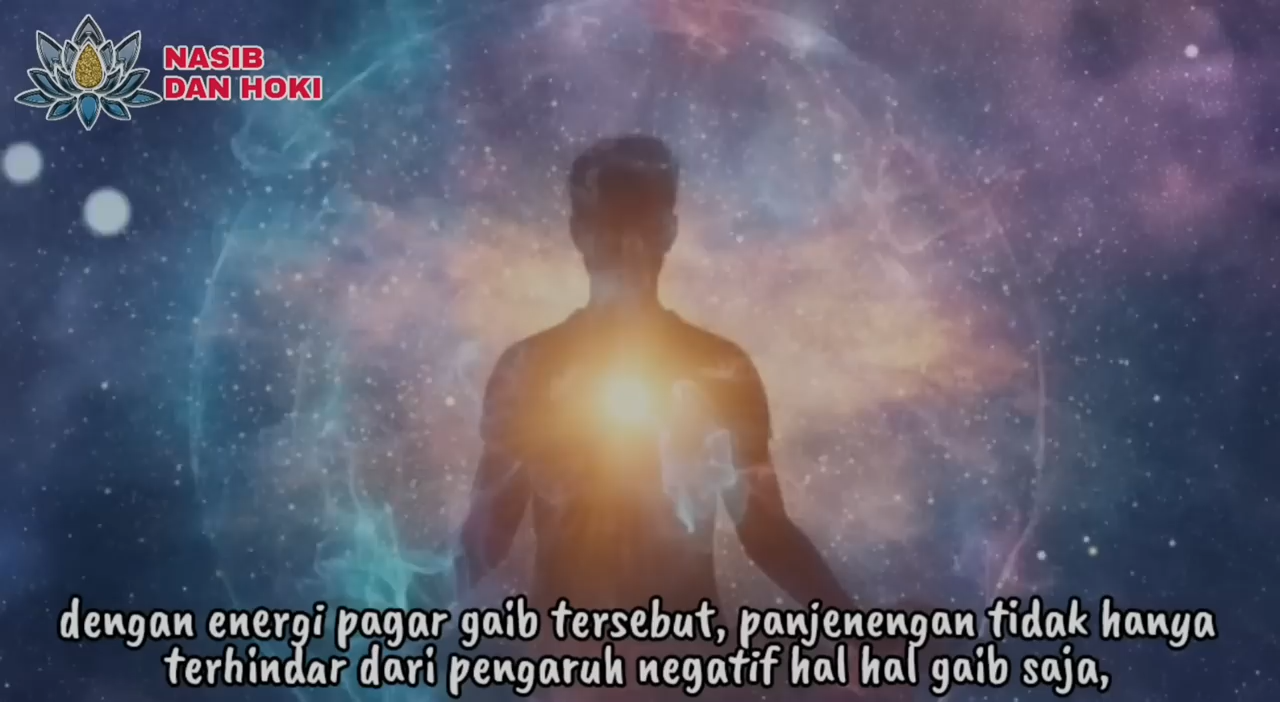 NASIB
DAN HOKI
dengan energi pagar gaib tersebut, panjenengan tidak hanya
terhindar dari pengaruh negatif hal hal gaib saja,